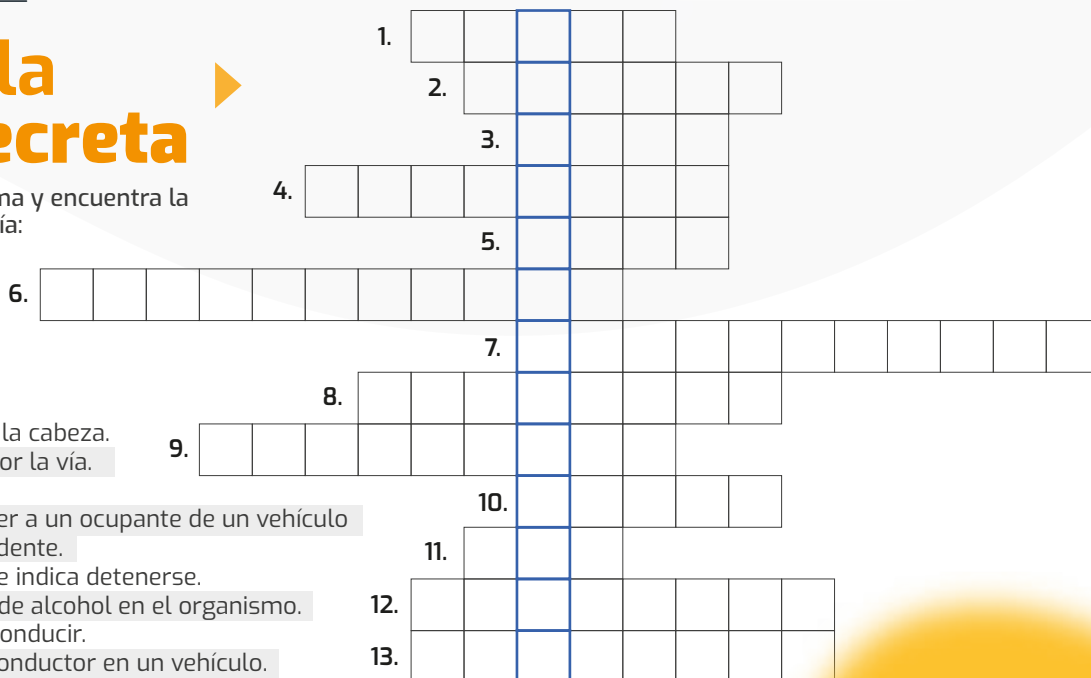 la
ecreta
ma y encuentra la
ía:
1.
2.
3.
4.
5.
6.
7.
8.
9.
10.
11.
12.
13.
la cabeza.
or la vía.
er a un ocupante de un vehículo
dente.
e indica detenerse.
de alcohol en el organismo.
onducir.
onductor en un vehículo.